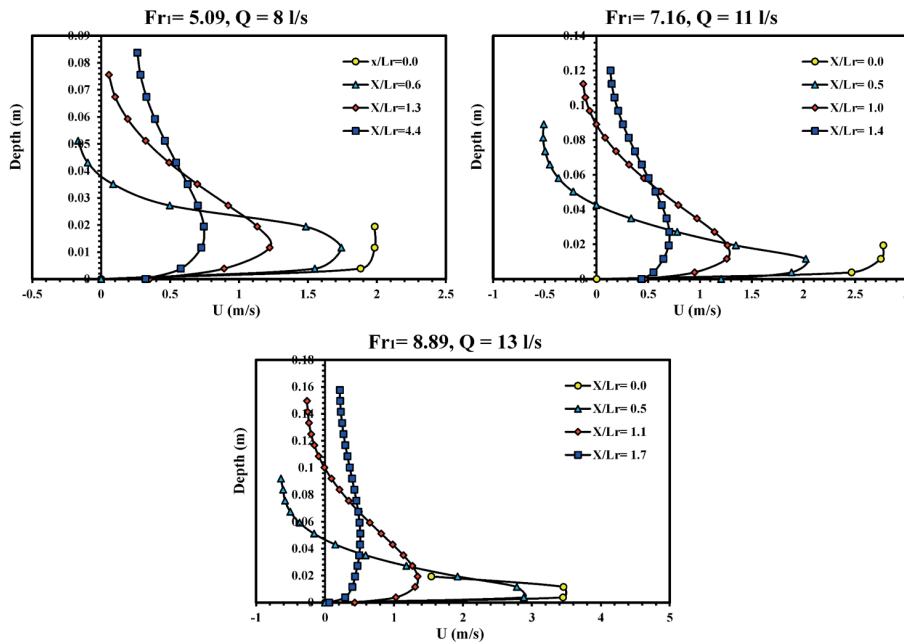 Fr1= 5.09, Q = 8 l/s
0.09
0.08
0.07
0.06
0.05
0.04
0.03
0.02
0.01
0
Depth (m)
-0.5
0
0.5
1
1.5
2
2.5
U (m/s)
x/Lr=0.0
X/Lr=0.6
X/Lr=1.3
X/Lr=4.4
Fr1= 7.16, Q = 11 l/s
0.14
0.12
0.1
0.08
0.06
0.04
0.02
0
Depth (m)
-1
-0.5
0
0.5
1
1.5
2
2.5
3
U (m/s)
X/Lr= 0.0
X/Lr= 0.5
X/Lr= 1.0
X/Lr= 1.4
Fr1= 8.89, Q = 13 l/s
0.18
0.16
0.14
0.12
0.1
0.08
0.06
0.04
0.02
0
Depth (m)
-1
0
1
2
3
4
5
U (m/s)
X/Lr= 0.0
X/Lr= 0.5
X/Lr= 1.1
X/Lr= 1.7